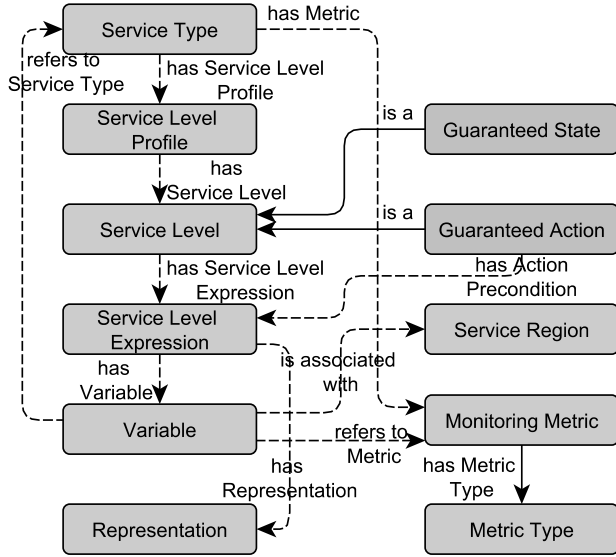 Service Type
has Metric
refers to
Service Type
has Service Level
Profile
Service Level
Profile
is a
Guaranteed State
has
Service Level
Service Level
is a
Guaranteed Action
has Service Level
Expression
has Action
Precondition
Service Level
Expression
Service Region
has
Variable
is associated
with
Variable
refers to
Metric
Monitoring Metric
has
Representation
has Metric
Type
Representation
Metric Type